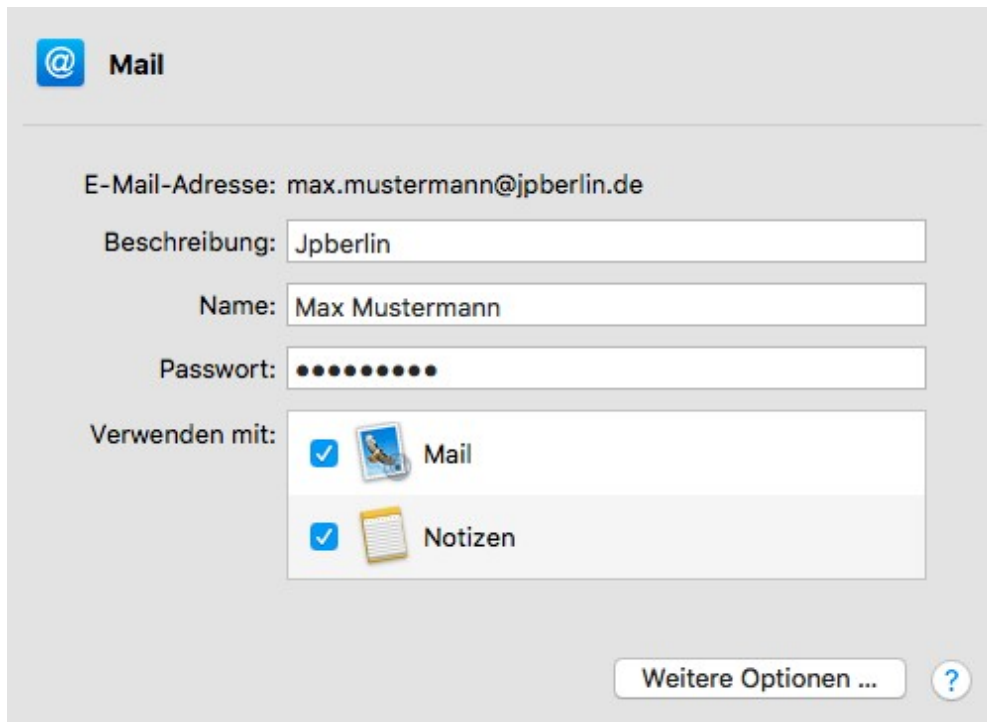 @ Mail
E-Mail-Adresse: max.mustermann@jpberlin.de
Beschreibung: Jpberlin
Name: Max Mustermann
Passwort: •••••••••
Verwenden mit: Mail
Notizen
Weitere Optionen ... ?